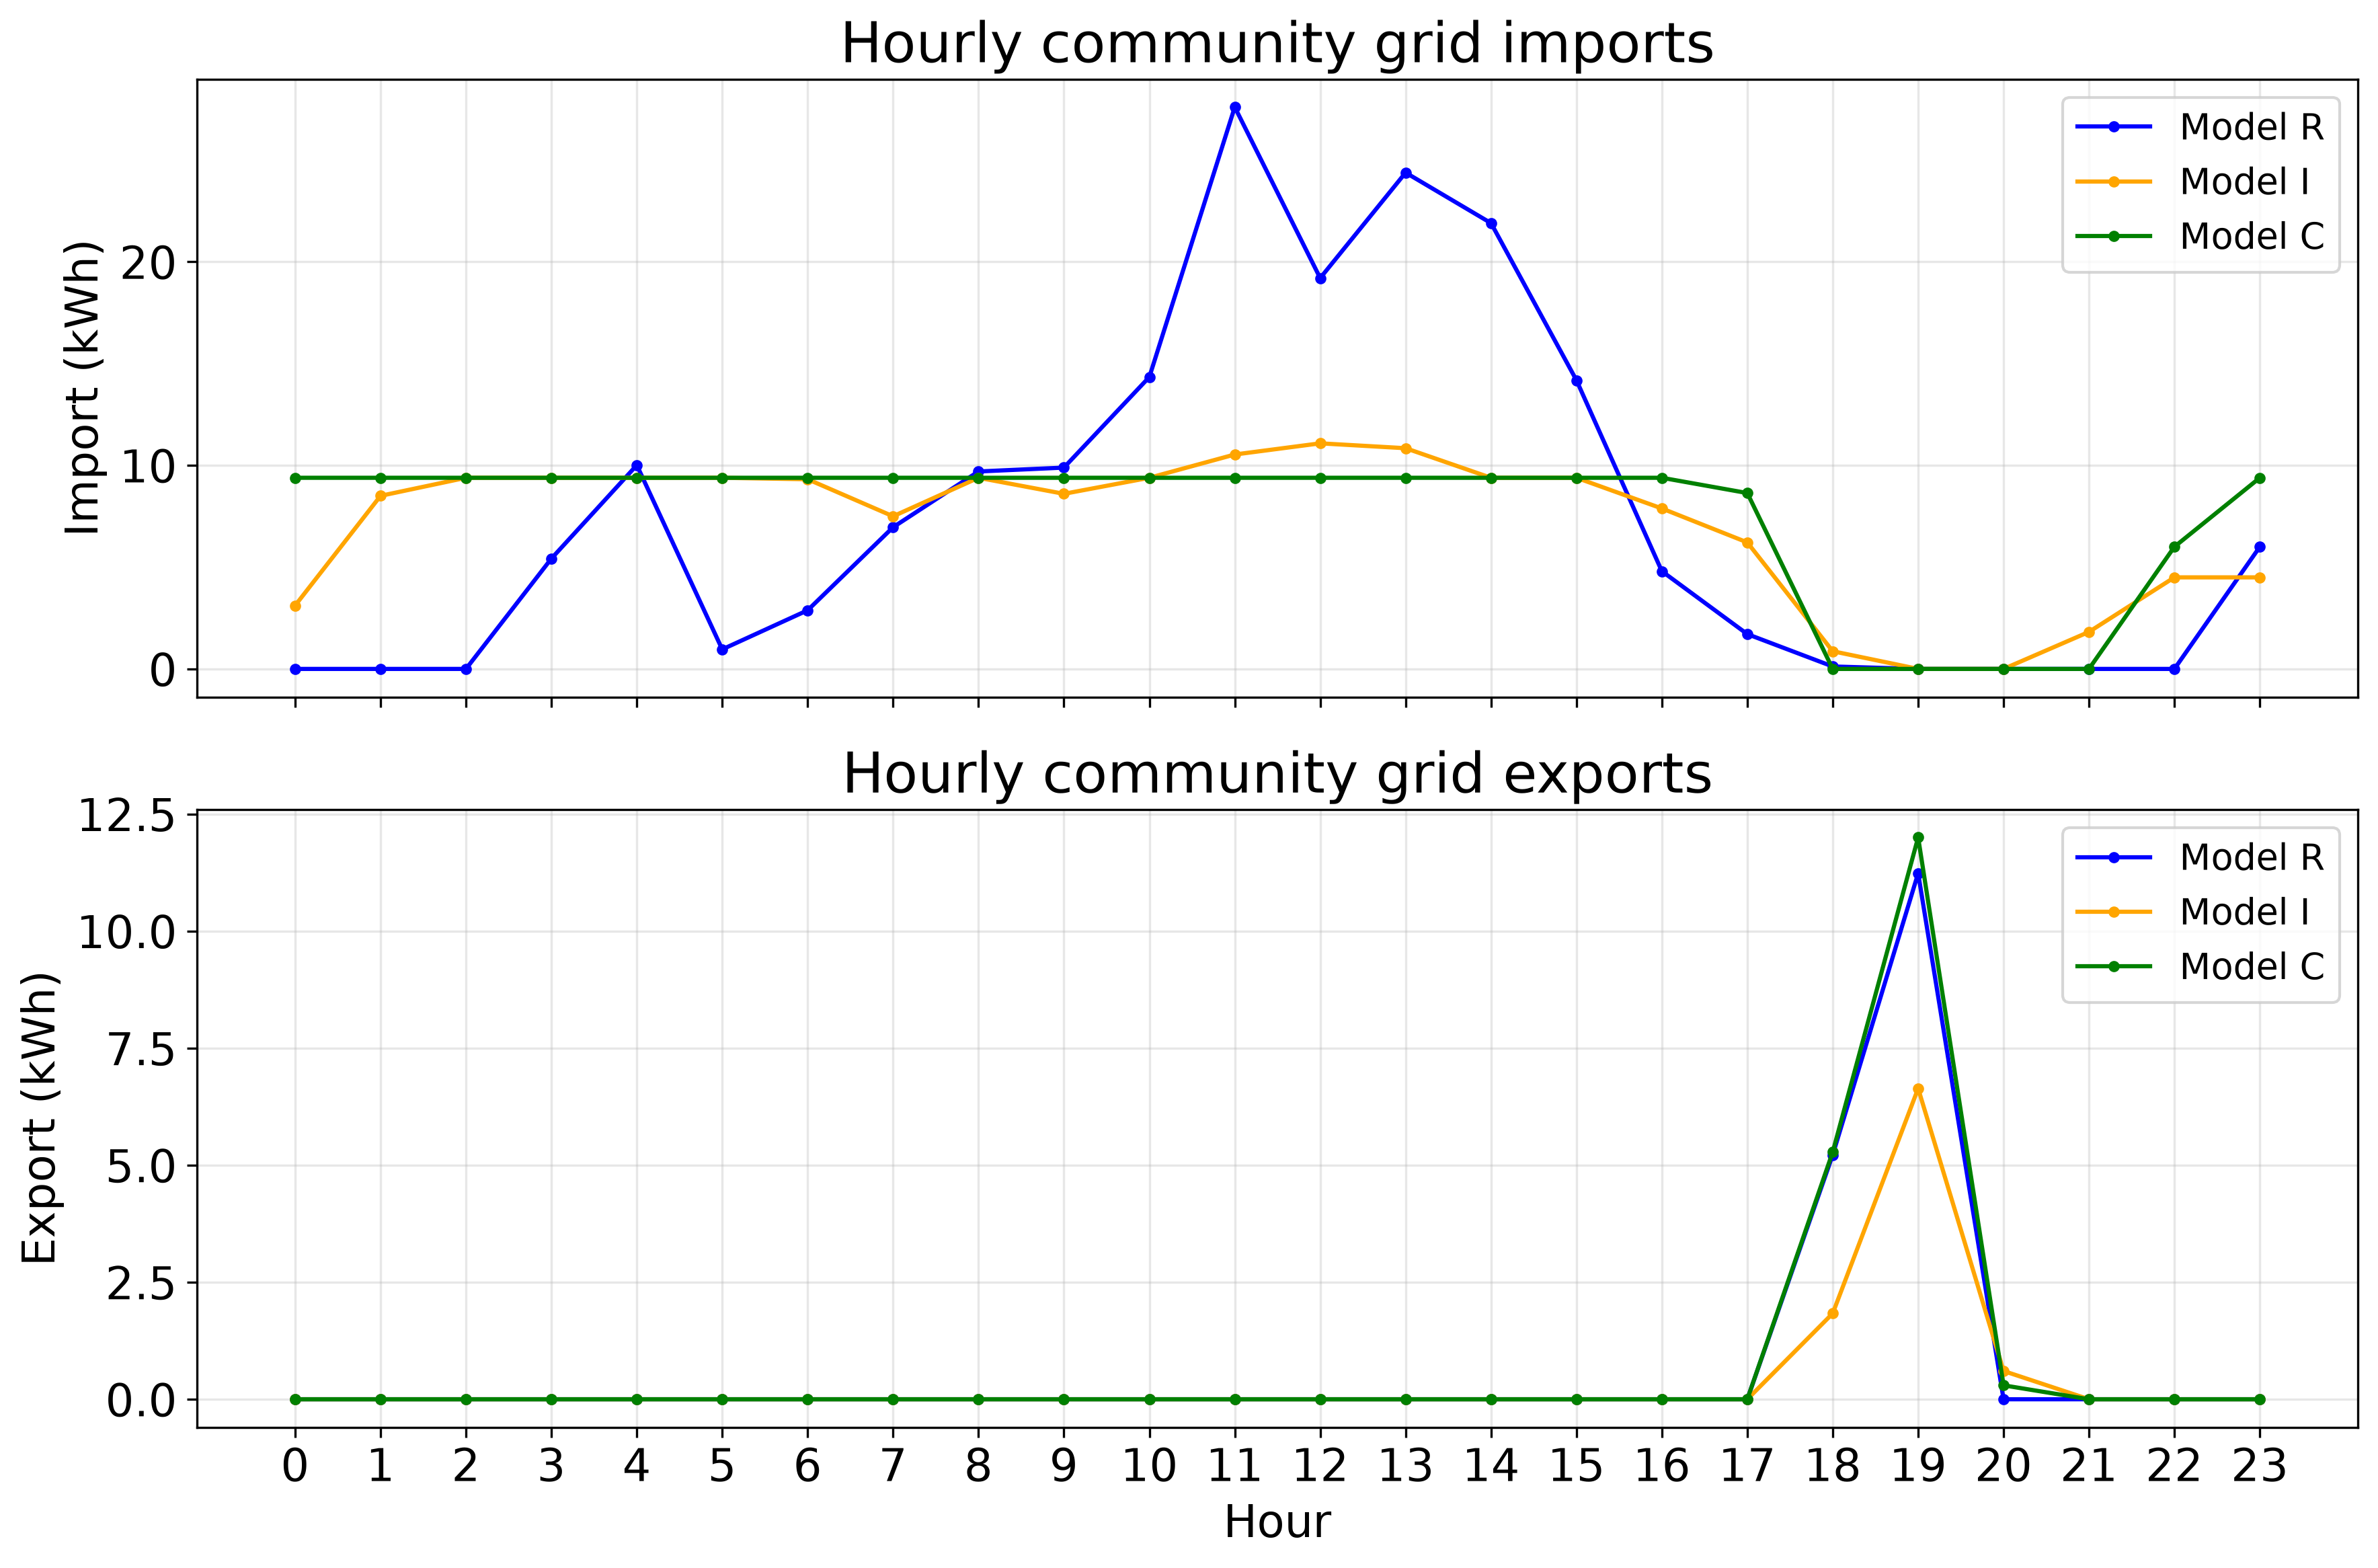 Hourly community grid imports
Import (kWh)
20
10
0
Model R
Model I
Model C
Hourly community grid exports
Export (kWh)
12.5
10.0
7.5
5.0
2.5
0.0
Model R
Model I
Model C
0 1 2 3 4 5 6 7 8 9 10 11 12 13 14 15 16 17 18 19 20 21 22 23
Hour